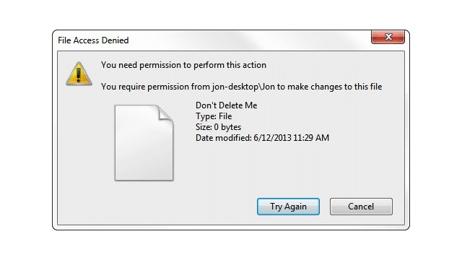 File Access Denied
You need permission to perform this action
You require permission from jon-desktop\Jon to make changes to this file
Don't Delete Me
Type: File
Size: 0 bytes
Date modified: 6/12/2013 11:29 AM
Try Again
Cancel